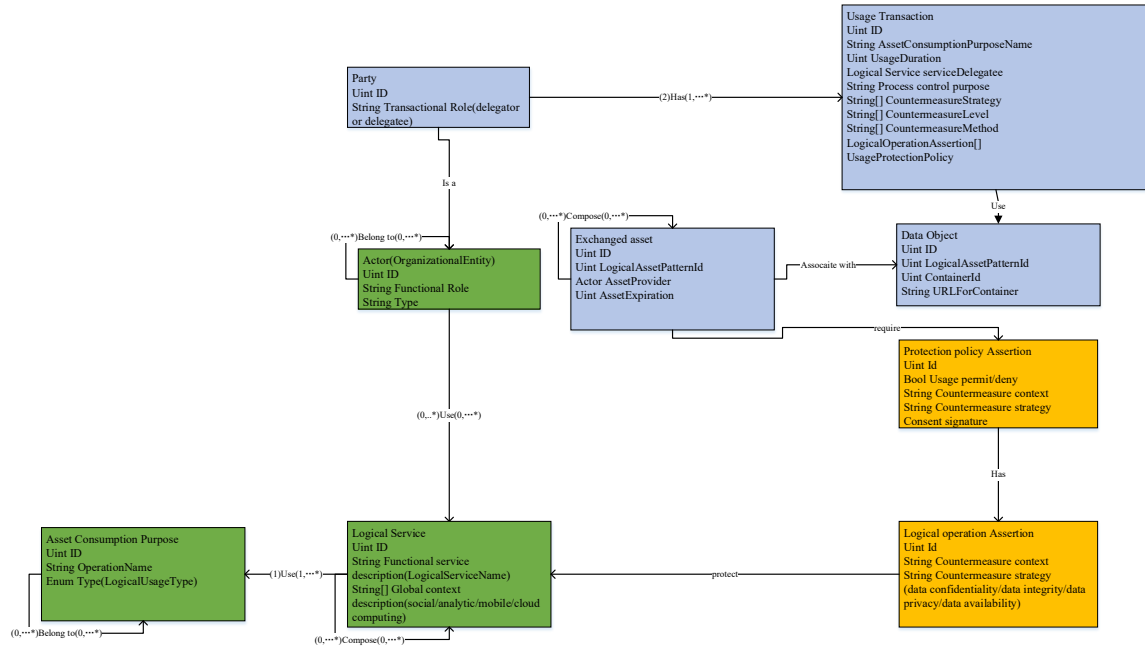 Usage Transaction
Uint ID
String AssetConsumptionPurposeName
Uint UsageDuration
Logical Service serviceDelegatee
String Process control purpose
String[] CountermeasureStrategy
String[] CountermeasureLevel
String[] CountermeasureMethod
LogicalOperationAssertion[]
UsageProtectionPolicy
Party
Uint ID
String Transactional Role(delegator
or delegatee)
(2)Has(1,⋯*)
Is a
Use
(0,⋯*)Belong to(0,⋯*)
(0,⋯*)Compose(0,⋯*)
Actor(OrganizationalEntity)
Uint ID
String Functional Role
String Type
Exchanged asset
Uint ID
Uint LogicalAssetPatternId
Actor AssetProvider
Uint AssetExpiration
Assocaite with
Data Object
Uint ID
Uint LogicalAssetPatternId
Uint ContainerId
String URLForContainer
require
Protection policy Assertion
Uint Id
Bool Usage permit/deny
String Countermeasure context
String Countermeasure strategy
Consent signature
(0,..*)Use(0,⋯*)
Has
Asset Consumption Purpose
Uint ID
String OperationName
Enum Type(LogicalUsageType)
(1)Use(1,⋯*)
Logical Service
Uint ID
String Functional service
description(LogicalServiceName)
String[] Global context
description(social/analytic/mobile/cloud
computing)
protect
Logical operation Assertion
Uint Id
String Countermeasure context
String Countermeasure strategy
(data confidentiality/data integrity/data
privacy/data availability)
(0,⋯*)Belong to(0,⋯*)
(0,⋯*)Compose(0,⋯*)